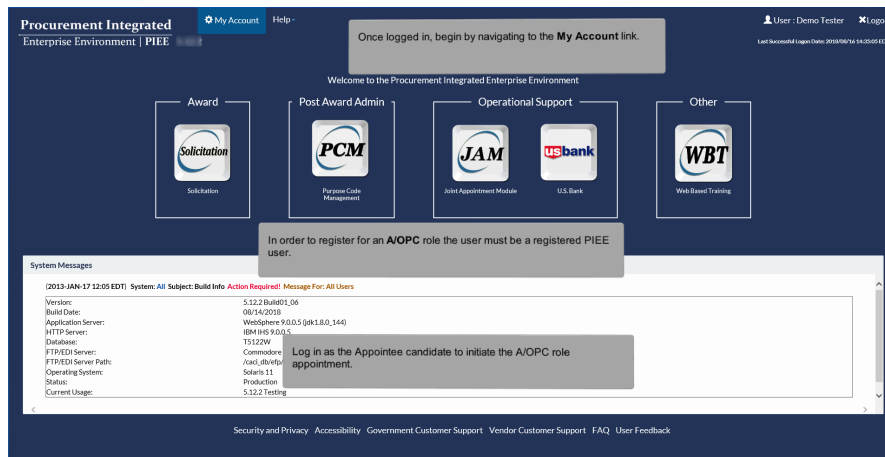 Procurement Integrated
Enterprise Environment | PIEE
My Account
Help
User : Demo Tester
Logo
Last Successful Logon Date: 2018/08/16 14:35:05 ED
Once logged in, begin by navigating to the My Account link.
Welcome to the Procurement Integrated Enterprise Environment
Award
Post Award Admin
Operational Support
Other
Solicitation
PCM
JAM
usbank
WBT
Solicitation
Purpose Code
Management
Joint Appointment Module
U.S. Bank
Web Based Training
In order to register for an A/OPC role the user must be a registered PIEE
user.
System Messages
(2013-JAN-17 12:05 EDT) System: All Subject: Build Info Action Required! Message For: All Users
Version: 5.12.2 Build01_06
Build Date: 08/14/2018
Application Server: WebSphere 9.0.0.5 (jdk1.8.0_144)
HTTP Server: IBM IHS 9.0.0.5
Database: T5122W
FTP/EDI Server: Commodore
FTP/EDI Server Path: /caci_db/efp/
Operating System: Solaris 11
Status: Production
Current Usage: 5.12.2 Testing
Log in as the Appointee candidate to initiate the A/OPC role
appointment.
Security and Privacy Accessibility Government Customer Support Vendor Customer Support FAQ User Feedback